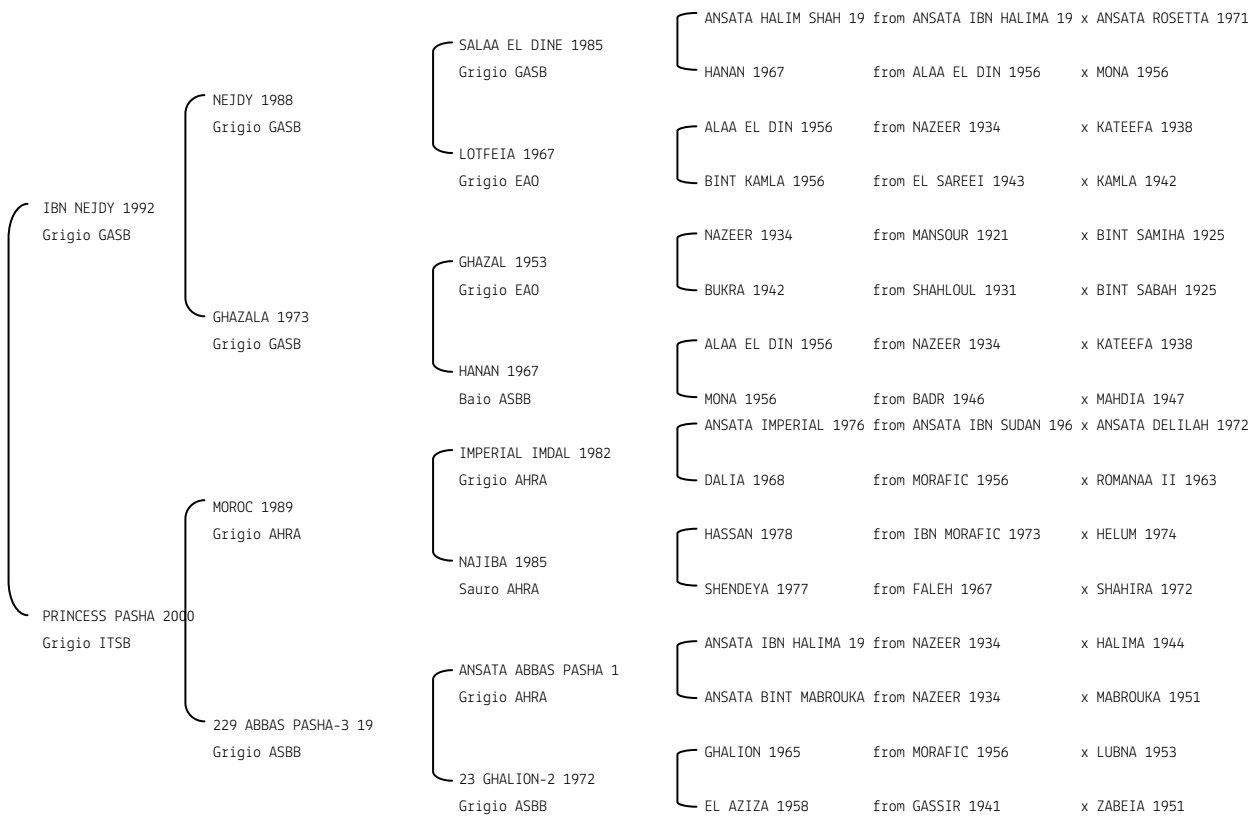 ANSATA HALIM SHAH 19 from ANSATA IBN HALIMA 19 x ANSATA ROSETTA 1971
SALAA EL DINE 1985
Grigio GASB
HANAN 1967 from ALAA EL DIN 1956 x MONA 1956
NEJDY 1988
Grigio GASB
ALAA EL DIN 1956 from NAZEER 1934 x KATEEFA 1938
LOTFEIA 1967
Grigio EAO
BINT KAMLA 1956 from EL SAREEI 1943 x KAMLA 1942
IBN NEJDY 1992
Grigio GASB
NAZEER 1934 from MANSOUR 1921 x BINT SAMIHA 1925
GHAZAL 1953
Grigio EAO
BUKRA 1942 from SHAHLOUL 1931 x BINT SABAH 1925
GHAZALA 1973
Grigio GASB
ALAA EL DIN 1956 from NAZEER 1934 x KATEEFA 1938
HANAN 1967
Baio ASBB
MONA 1956 from BADR 1946 x MAHDIA 1947
ANSATA IMPERIAL 1976 from ANSATA IBN SUDAN 196 x ANSATA DELILAH 1972
IMPERIAL IMDAL 1982
Grigio AHRA
DALIA 1968 from MORAFIC 1956 x ROMANAA II 1963
MOROC 1989
Grigio AHRA
HASSAN 1978 from IBN MORAFIC 1973 x HELUM 1974
NAJIBA 1985
Sauro AHRA
SHENDEYA 1977 from FALEH 1967 x SHAHIRA 1972
PRINCESS PASHA 2000
Grigio ITSB
ANSATA IBN HALIMA 19 from NAZEER 1934 x HALIMA 1944
ANSATA ABBAS PASHA 1
Grigio AHRA
ANSATA BINT MABROUKA from NAZEER 1934 x MABROUKA 1951
229 ABBAS PASHA-3 19
Grigio ASBB
GHALION 1965 from MORAFIC 1956 x LUBNA 1953
23 GHALION-2 1972
Grigio ASBB
EL AZIZA 1958 from GASSIR 1941 x ZABEIA 1951